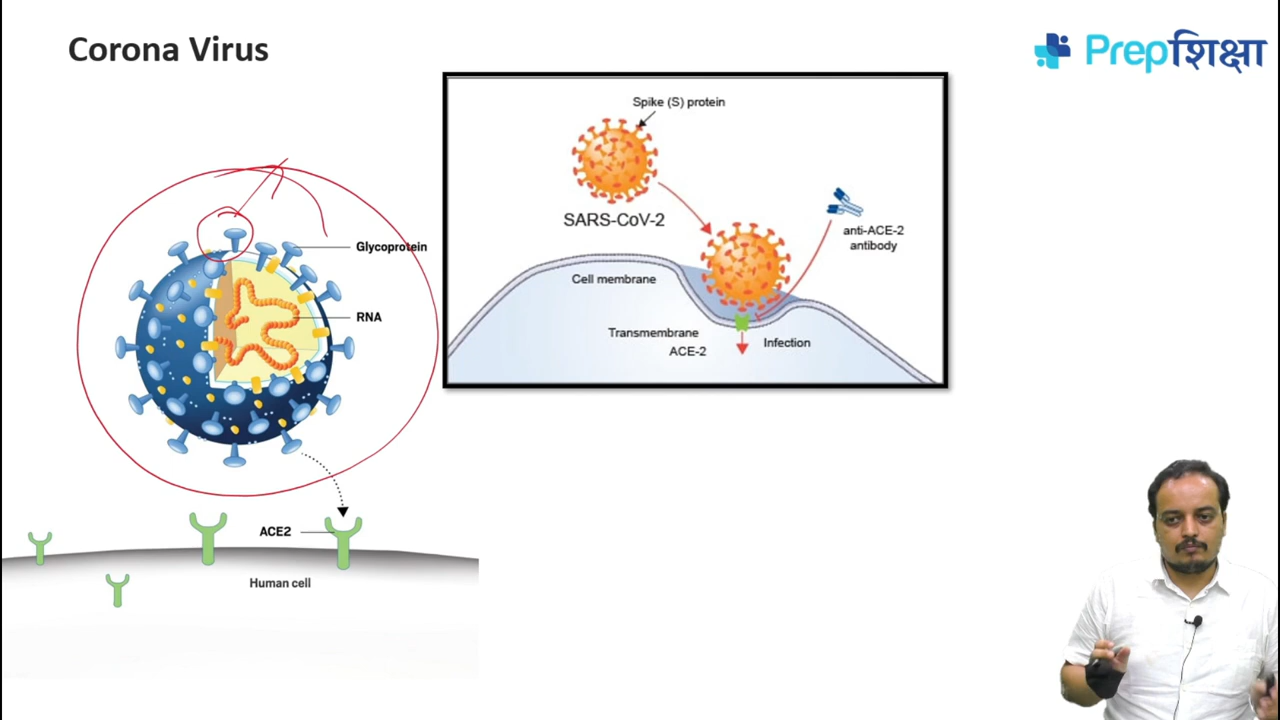 Corona Virus
Prepशिक्षा
Spike (S) protein
SARS-CoV-2
anti-ACE-2
antibody
Cell membrane
Transmembrane
ACE-2
Infection
Glycoprotein
RNA
ACE2
Human cell